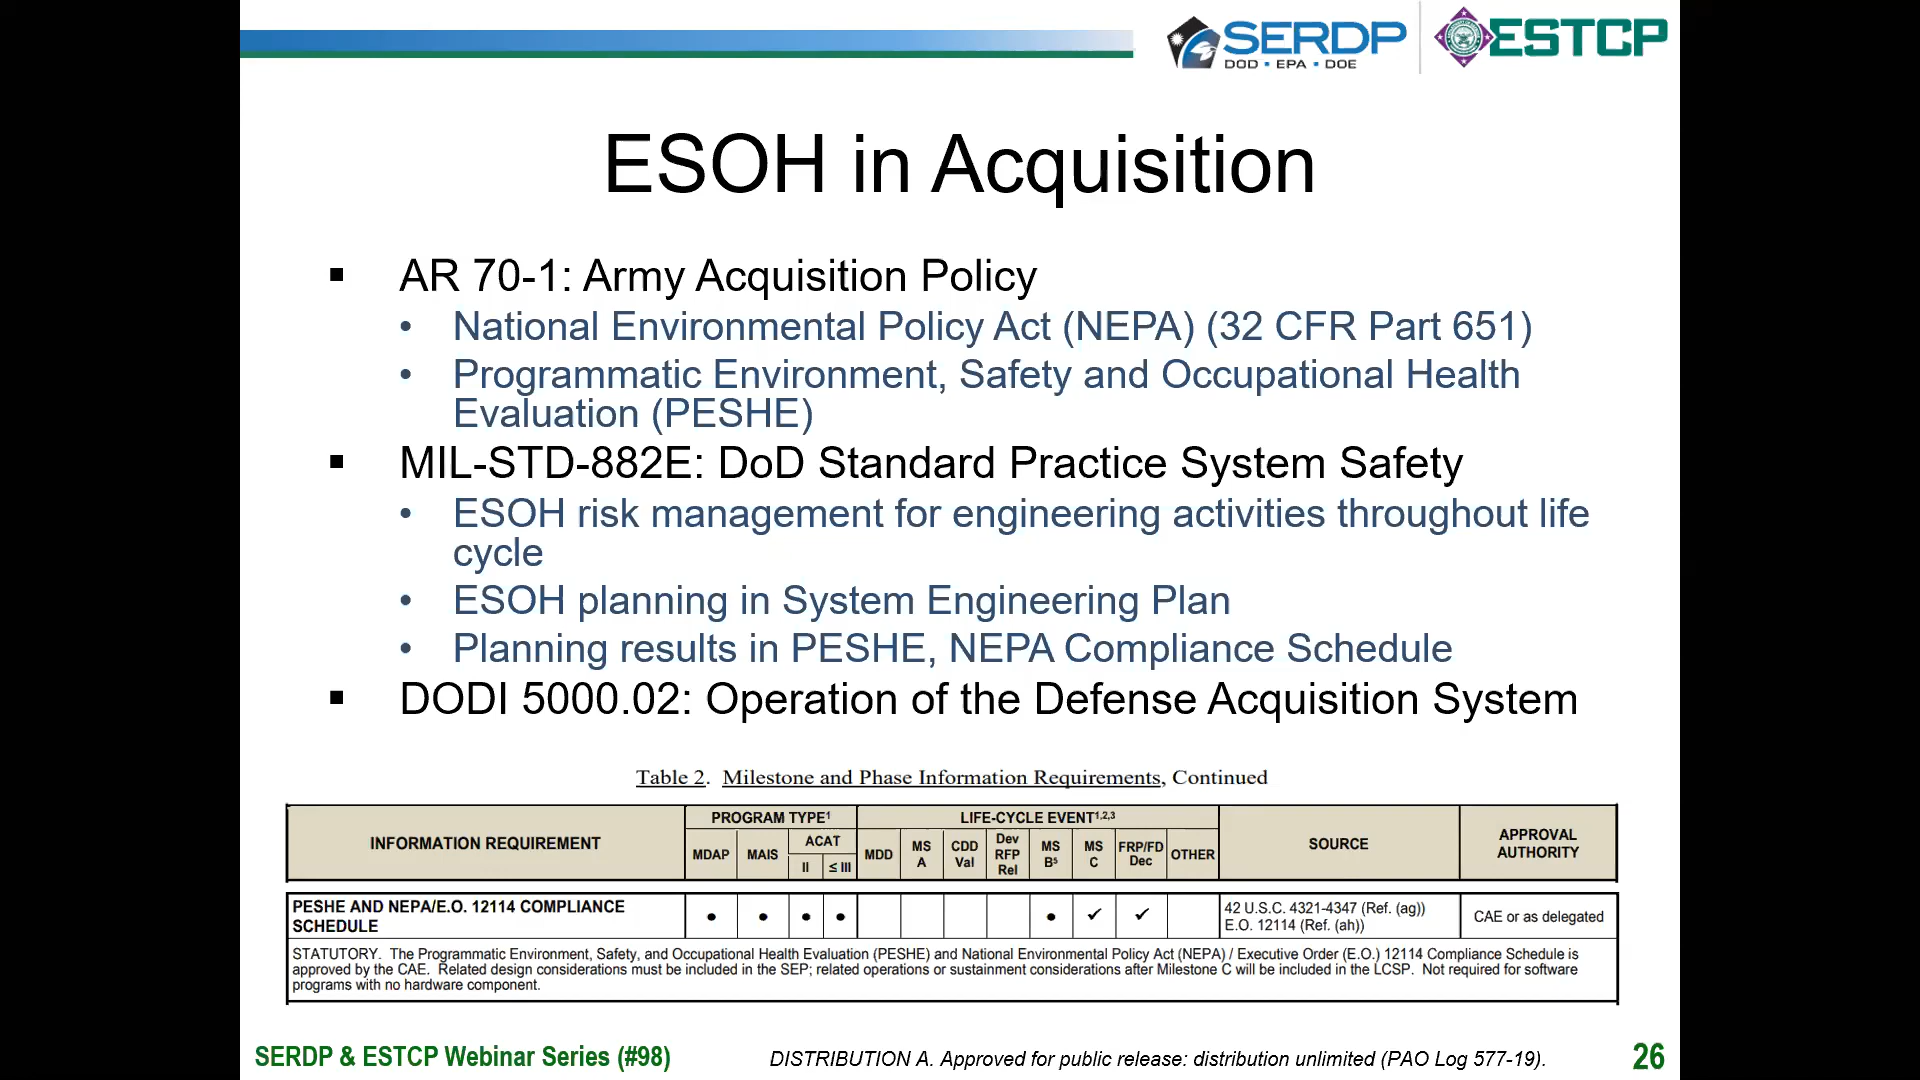 SERDP
DOD • EPA • DOE
ESTCP
ESOH in Acquisition
▪ AR 70-1: Army Acquisition Policy
• National Environmental Policy Act (NEPA) (32 CFR Part 651)
• Programmatic Environment, Safety and Occupational Health
Evaluation (PESHE)
▪ MIL-STD-882E: DoD Standard Practice System Safety
• ESOH risk management for engineering activities throughout life
cycle
• ESOH planning in System Engineering Plan
• Planning results in PESHE, NEPA Compliance Schedule
▪ DODI 5000.02: Operation of the Defense Acquisition System
Table 2. Milestone and Phase Information Requirements, Continued
INFORMATION REQUIREMENT
PROGRAM TYPE¹
MDAP
MAIS
ACAT
II
≤ III
LIFE-CYCLE EVENT¹,²,³
MDD
MS
A
CDD
Val
Dev
RFP
Rel
MS
B⁵
MS
C
FRP/FD
Dec
OTHER
SOURCE
APPROVAL
AUTHORITY
PESHE AND NEPA/E.O. 12114 COMPLIANCE
SCHEDULE
• • • • • ✓ ✓
42 U.S.C. 4321-4347 (Ref. (ag))
E.O. 12114 (Ref. (ah))
CAE or as delegated
STATUTORY. The Programmatic Environment, Safety, and Occupational Health Evaluation (PESHE) and National Environmental Policy Act (NEPA) / Executive Order (E.O.) 12114 Compliance Schedule is
approved by the CAE. Related design considerations must be included in the SEP; related operations or sustainment considerations after Milestone C will be included in the LCSP. Not required for software
programs with no hardware component.
SERDP & ESTCP Webinar Series (#98)
DISTRIBUTION A. Approved for public release: distribution unlimited (PAO Log 577-19).
26